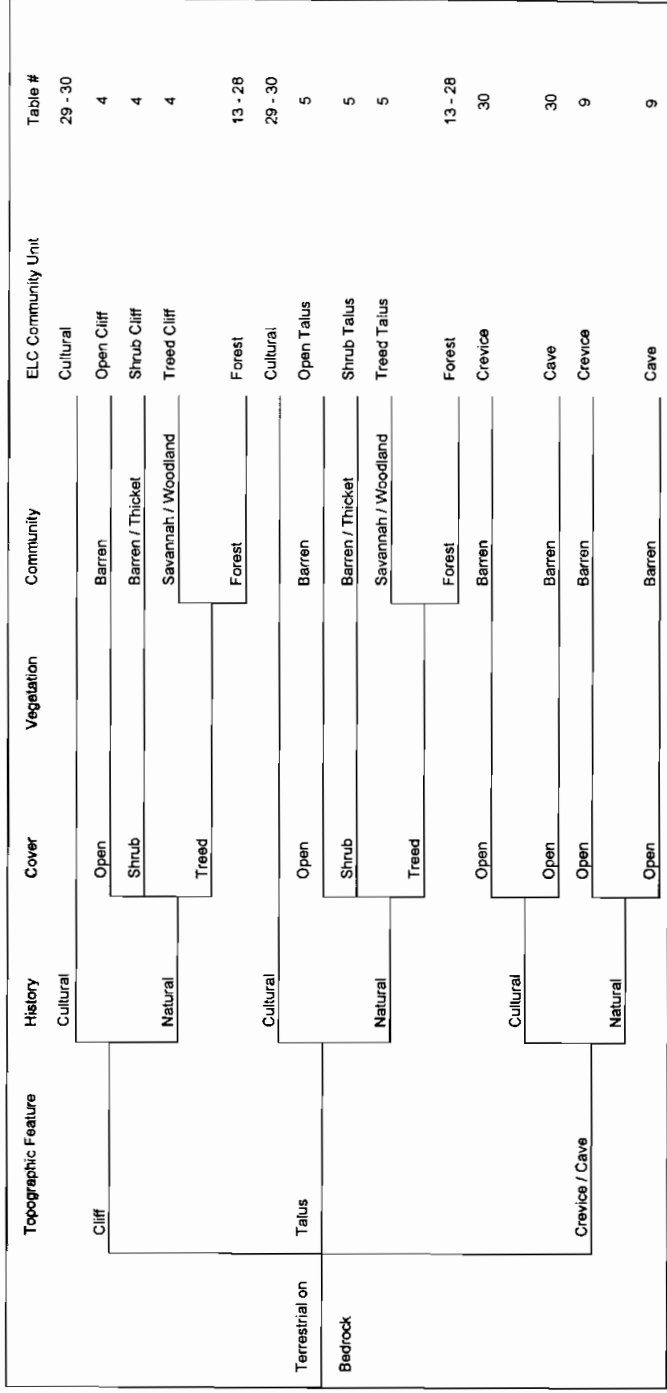 Topographic Feature History Cover Vegetation Community ELC Community Unit Table #
Cultural Cultural 29 - 30
Cliff Open Barren Open Cliff 4
Shrub Barren / Thicket Shrub Cliff 4
Natural Savannah / Woodland Treed Cliff 4
Treed
Forest Forest 13 - 28
Cultural Cultural 29 - 30
Terrestrial on Talus Open Barren Open Talus 5
Bedrock Shrub Barren / Thicket Shrub Talus 5
Natural Savannah / Woodland Treed Talus 5
Treed
Forest Forest 13 - 28
Open Barren Crevice 30
Cultural
Open Barren Cave 30
Crevice / Cave Open Barren Crevice 9
Natural
Open Barren Cave 9